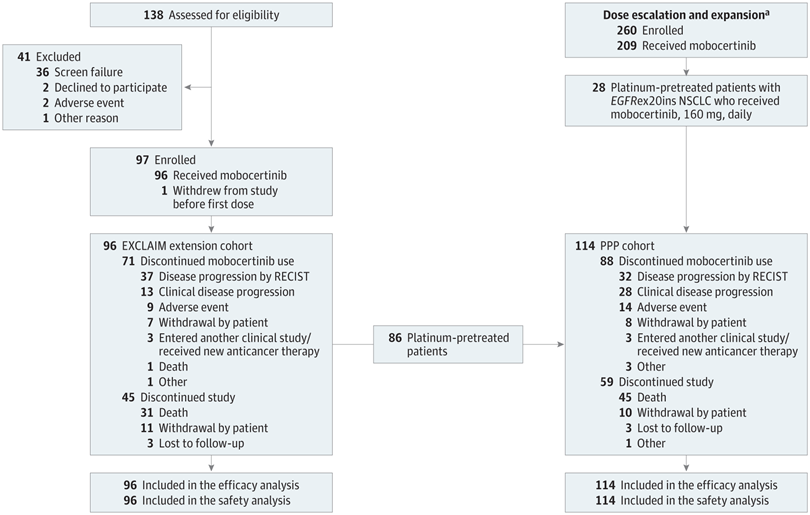 138 Assessed for eligibility
41 Excluded
36 Screen failure
2 Declined to participate
2 Adverse event
1 Other reason
97 Enrolled
96 Received mobocertinib
1 Withdrew from study
before first dose
96 EXCLAIM extension cohort
71 Discontinued mobocertinib use
37 Disease progression by RECIST
13 Clinical disease progression
9 Adverse event
7 Withdrawal by patient
3 Entered another clinical study/
received new anticancer therapy
1 Death
1 Other
45 Discontinued study
31 Death
11 Withdrawal by patient
3 Lost to follow-up
96 Included in the efficacy analysis
96 Included in the safety analysis
86 Platinum-pretreated
patients
Dose escalation and expansionª
260 Enrolled
209 Received mobocertinib
28 Platinum-pretreated patients with
EGFRex20ins NSCLC who received
mobocertinib, 160 mg, daily
114 PPP cohort
88 Discontinued mobocertinib use
32 Disease progression by RECIST
28 Clinical disease progression
14 Adverse event
8 Withdrawal by patient
3 Entered another clinical study/
received new anticancer therapy
3 Other
59 Discontinued study
45 Death
10 Withdrawal by patient
3 Lost to follow-up
1 Other
114 Included in the efficacy analysis
114 Included in the safety analysis